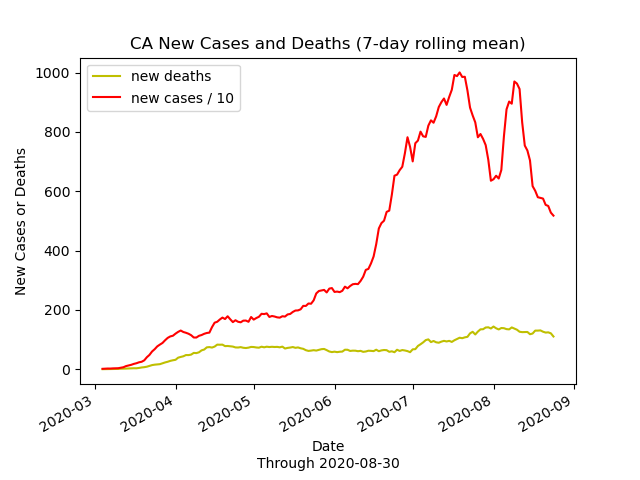 CA New Cases and Deaths (7-day rolling mean)
new deaths
new cases / 10
1000
800
600
400
200
0
New Cases or Deaths
2020-03
2020-04
2020-05
2020-06
2020-07
2020-08
2020-09
Date
Through 2020-08-30